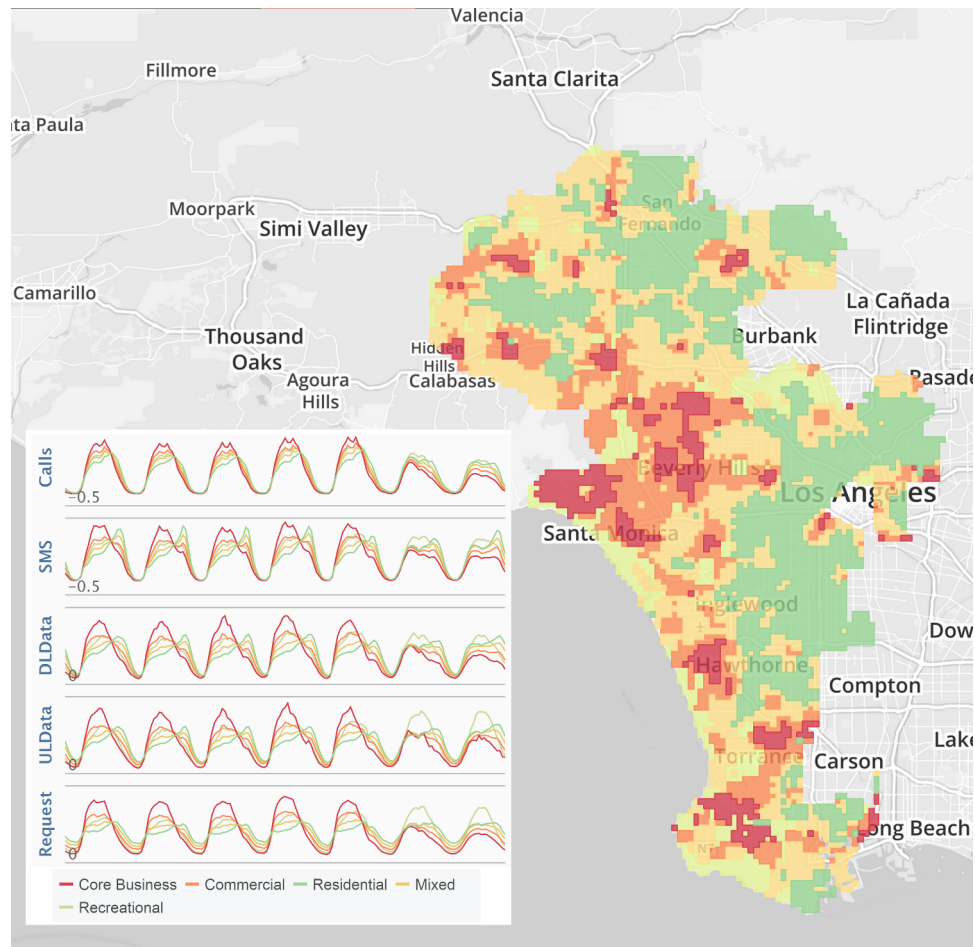 Valencia
Fillmore
Santa Clarita
ta Paula
San
Fernando
Moorpark
Simi Valley
Camarillo
La Cañada
Flintridge
Thousand
Oaks
Burbank
Hidden
Hills
Calabasas
Agoura
Hills
Pasade
Beverly Hills
Los Angeles
Santa Monica
Inglewood
Dow
Hawthorne
Compton
Lake
Torrance
Carson
Long Beach
Calls
−0.5
SMS
−0.5
DLData
0
ULData
0
Request
0
Core Business
Commercial
Residential
Mixed
Recreational